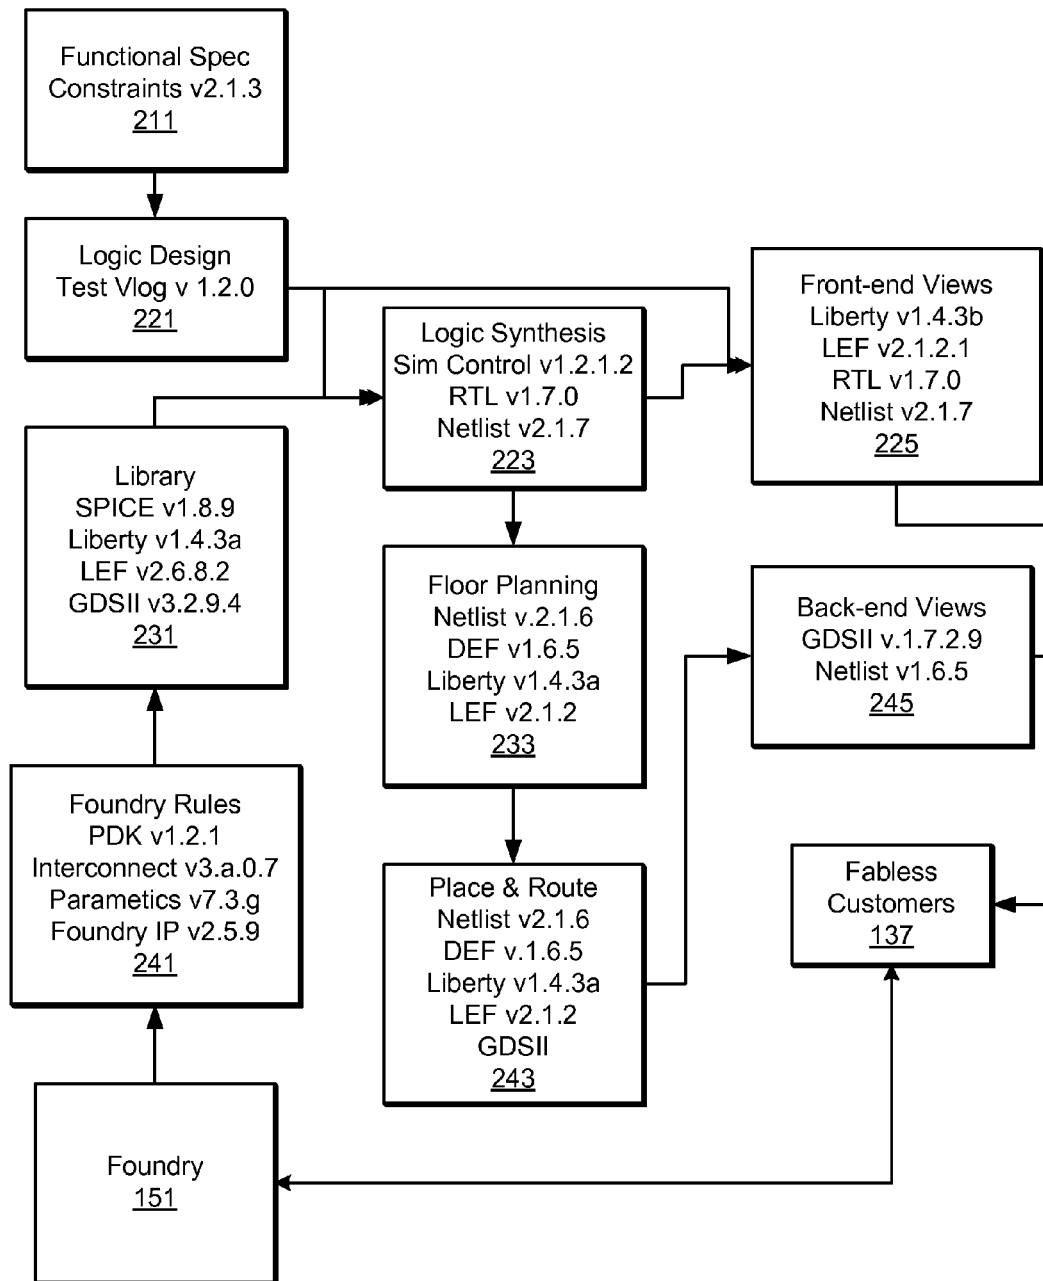 Functional Spec
Constraints v2.1.3
211
Logic Design
Test Vlog v 1.2.0
221
Logic Synthesis
Sim Control v1.2.1.2
RTL v1.7.0
Netlist v2.1.7
223
Front-end Views
Liberty v1.4.3b
LEF v2.1.2.1
RTL v1.7.0
Netlist v2.1.7
225
Library
SPICE v1.8.9
Liberty v1.4.3a
LEF v2.6.8.2
GDSII v3.2.9.4
231
Floor Planning
Netlist v.2.1.6
DEF v1.6.5
Liberty v1.4.3a
LEF v2.1.2
233
Back-end Views
GDSII v.1.7.2.9
Netlist v1.6.5
245
Foundry Rules
PDK v1.2.1
Interconnect v3.a.0.7
Parametics v7.3.g
Foundry IP v2.5.9
241
Place & Route
Netlist v2.1.6
DEF v.1.6.5
Liberty v1.4.3a
LEF v2.1.2
GDSII
243
Fabless
Customers
137
Foundry
151